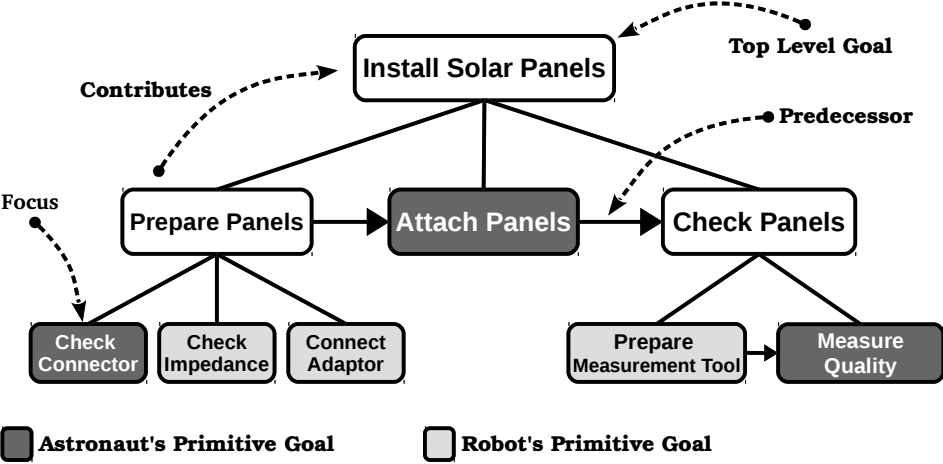 Top Level Goal
Install Solar Panels
Contributes
Predecessor
Focus
Prepare Panels
Attach Panels
Check Panels
Check
Connector
Check
Impedance
Connect
Adaptor
Prepare
Measurement Tool
Measure
Quality
Astronaut's Primitive Goal
Robot's Primitive Goal